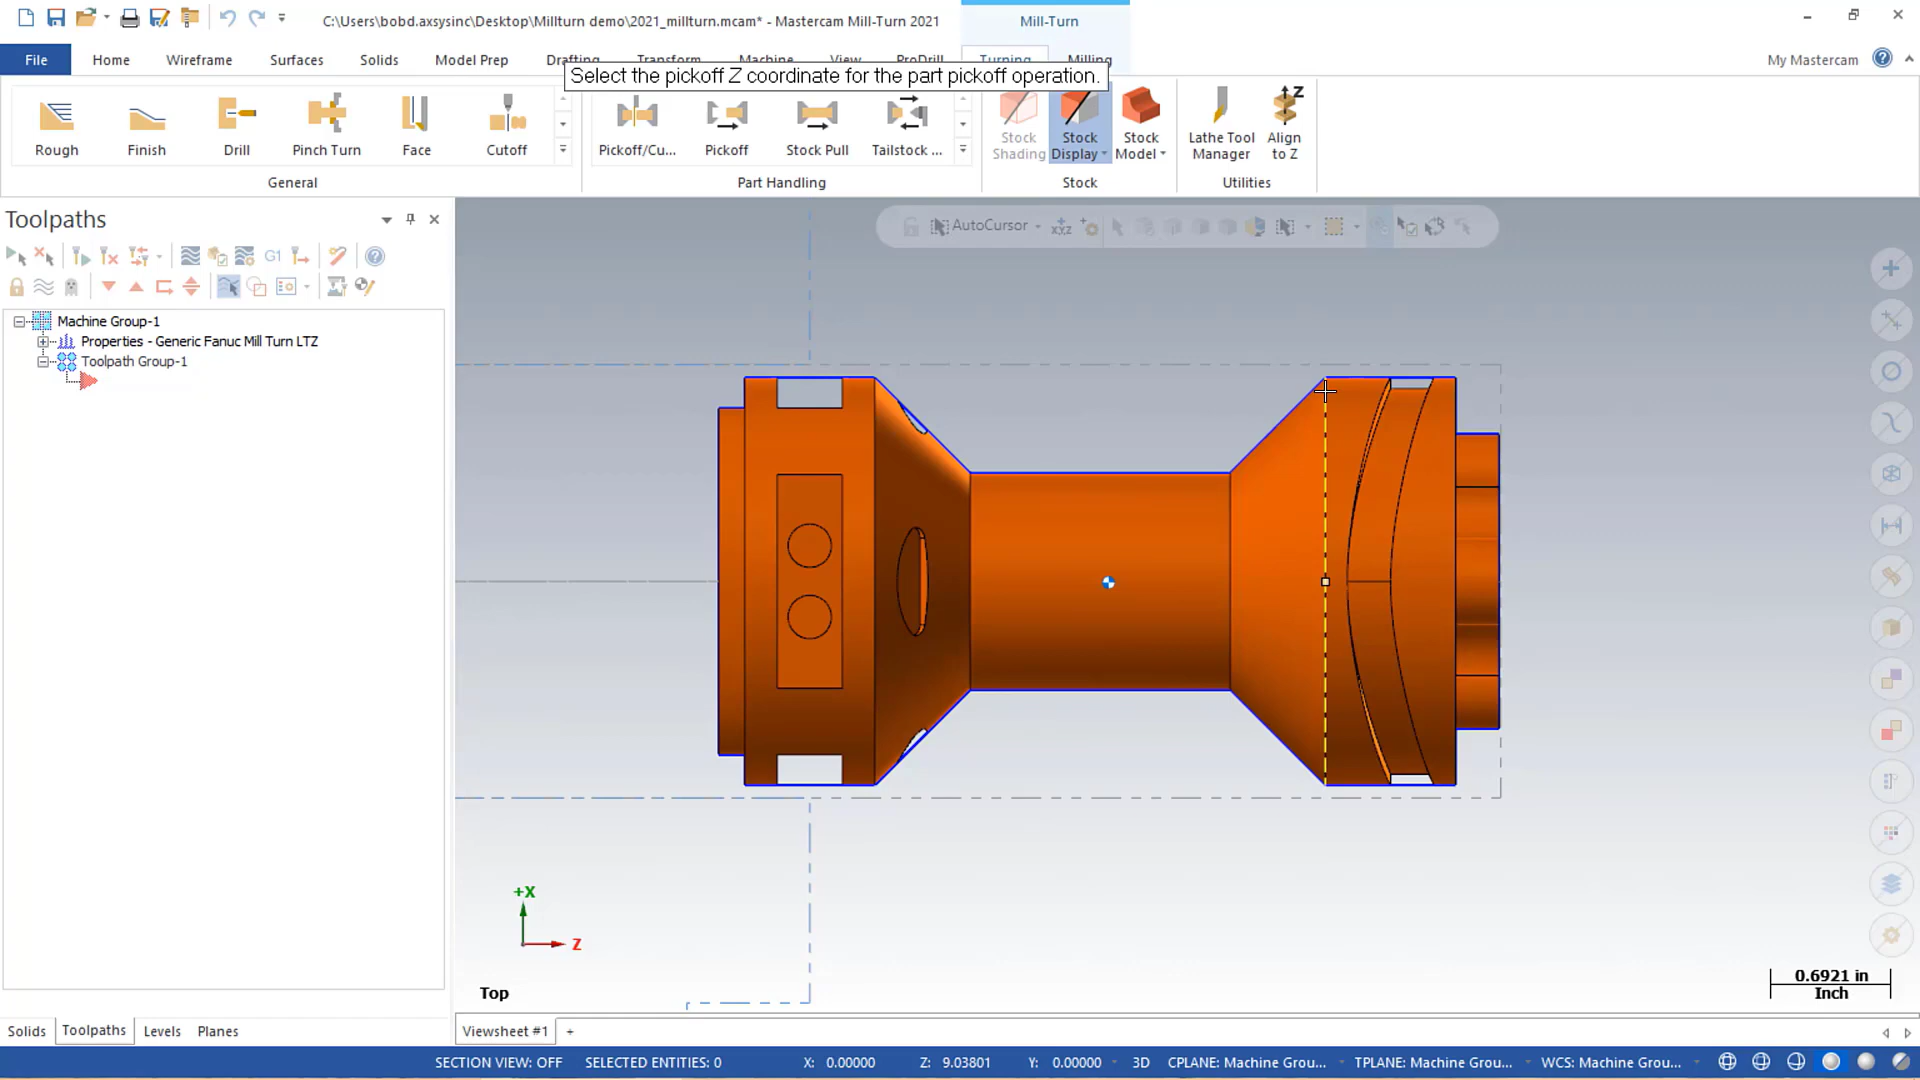 C:\Users\bobd.axsysinc\Desktop\Millturn demo\2021_millturn.mcam* - Mastercam Mill-Turn 2021
Mill-Turn
File
Home
Wireframe
Surfaces
Solids
Model Prep
Drafting
Transform
Machine
View
ProDrill
Turning
Milling
My Mastercam
Select the pickoff Z coordinate for the part pickoff operation.
Rough
Finish
Drill
Pinch Turn
Face
Cutoff
Pickoff/Cu...
Pickoff
Stock Pull
Tailstock ...
Stock Shading
Stock Display
Stock Model
Lathe Tool Manager
Align to Z
General
Part Handling
Stock
Utilities
Toolpaths
AutoCursor
G1
Machine Group-1
Properties - Generic Fanuc Mill Turn LTZ
Toolpath Group-1
+X
Z
Top
0.6921 in
Inch
Solids
Toolpaths
Levels
Planes
Viewsheet #1
+
SECTION VIEW: OFF
SELECTED ENTITIES: 0
X: 0.00000
Z: 9.03801
Y: 0.00000
3D
CPLANE: Machine Grou...
TPLANE: Machine Grou...
WCS: Machine Grou...